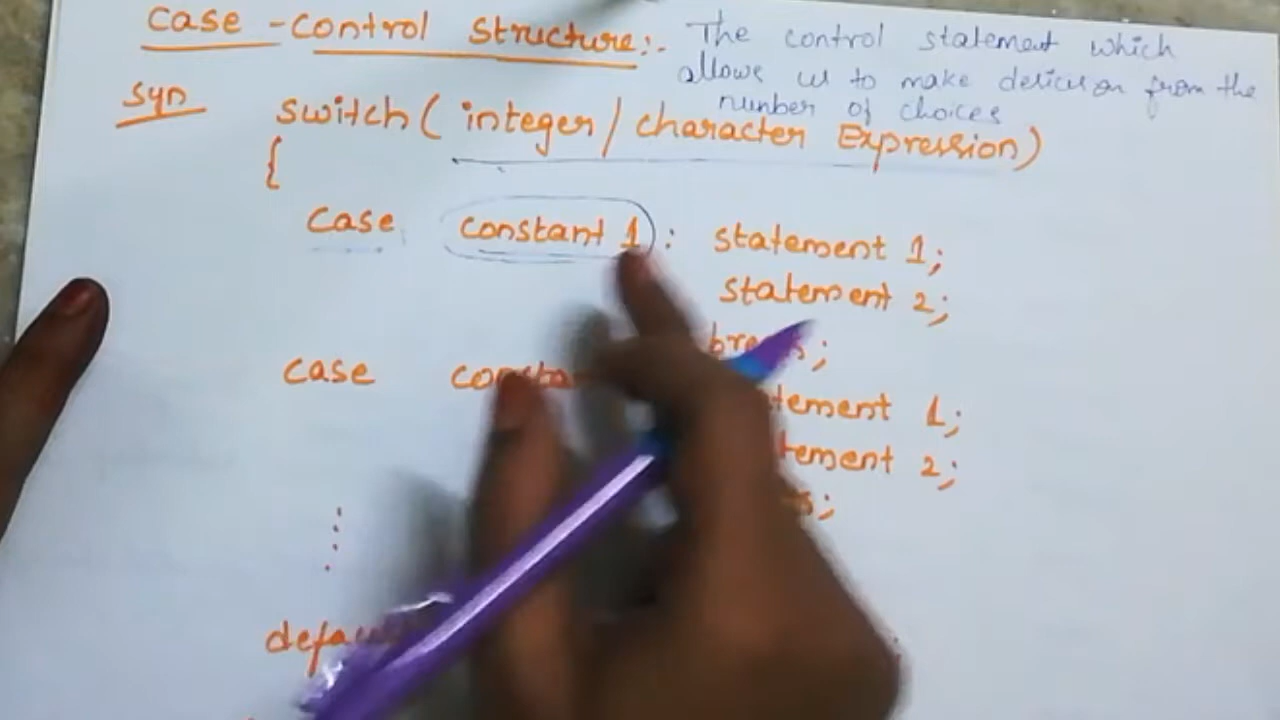 Case - Control Structure:-
The control statement which
allows us to make decision from the
number of choices
Syn
switch( integer / character Expression)
{
Case constant 1 : statement 1;
statement 2;
case
statement 1;
statement 2;